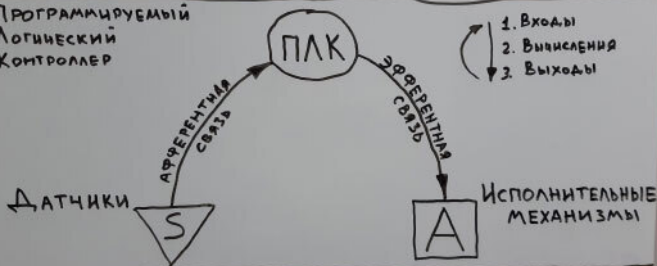 Программируемый
Логический
Контроллер
ПЛК
1. Входы
2. Вычисления
3. Выходы
Афферентная
связь
Эфферентная
связь
Датчики
S
A
Исполнительные
механизмы